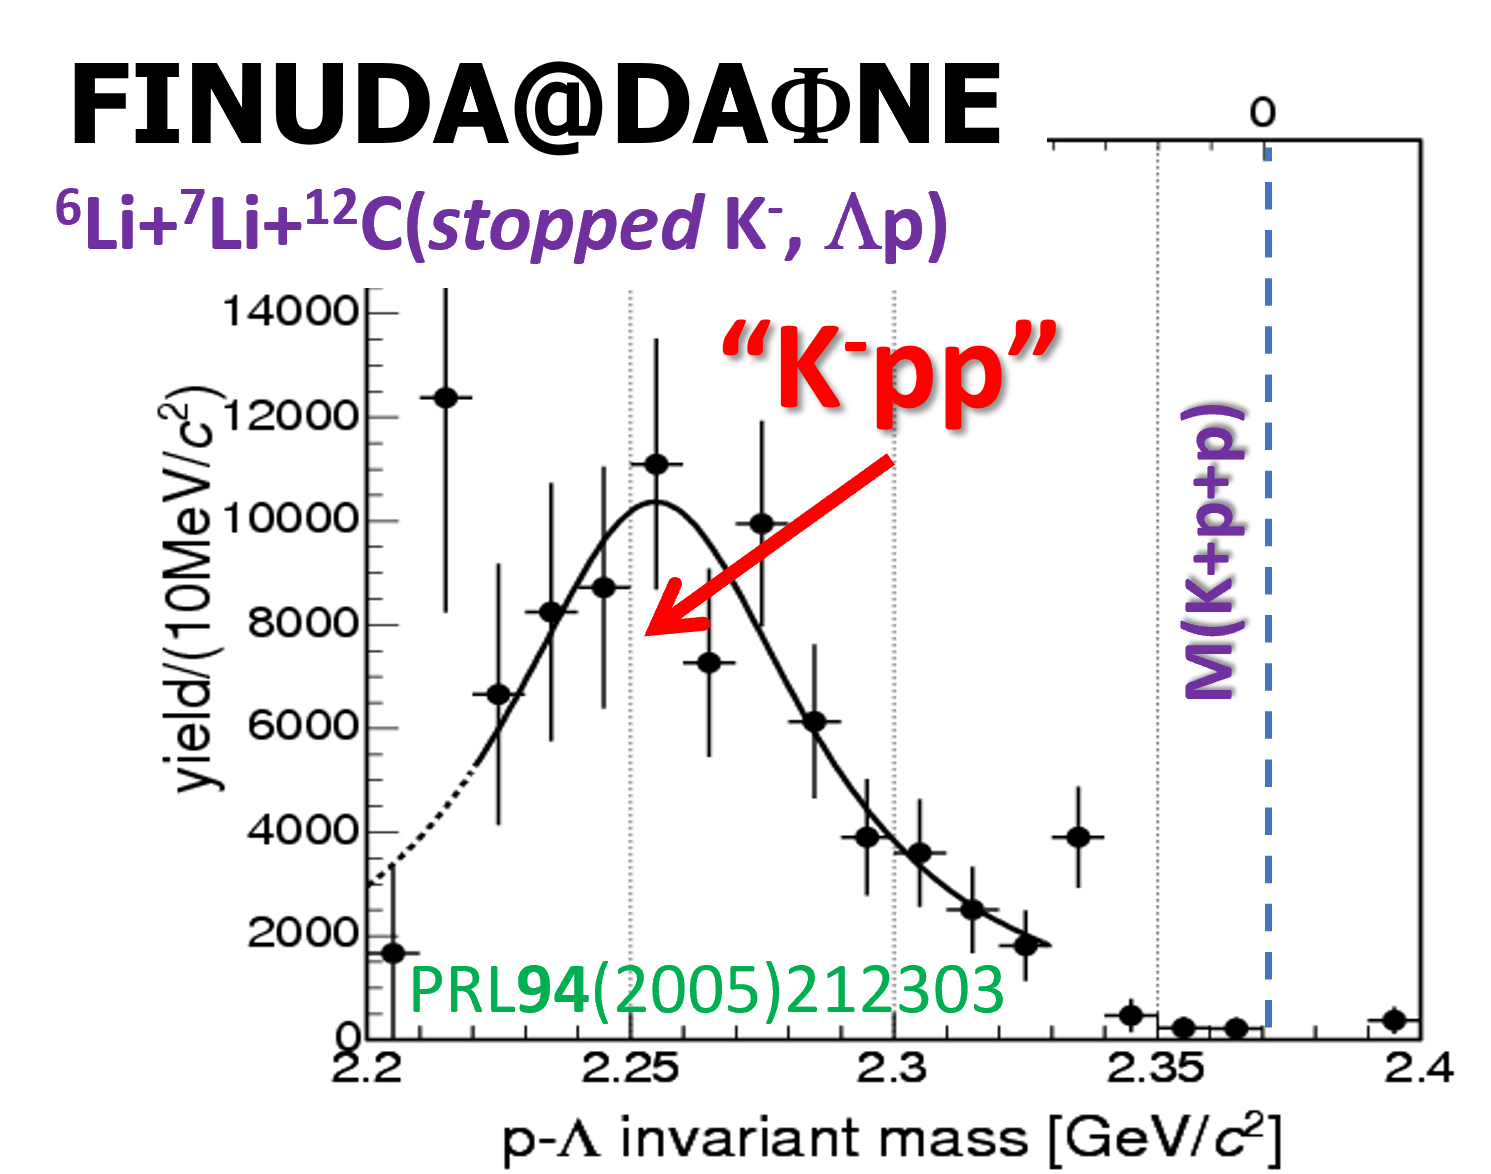 FINUDA@DAΦNE
0
⁶Li+⁷Li+¹²C(stopped K⁻, Λp)
14000
12000
10000
8000
6000
4000
2000
0
yield/(10MeV/c²)
“K⁻pp”
M(K+p+p)
PRL94(2005)212303
2.2 2.25 2.3 2.35 2.4
p-Λ invariant mass [GeV/c²]